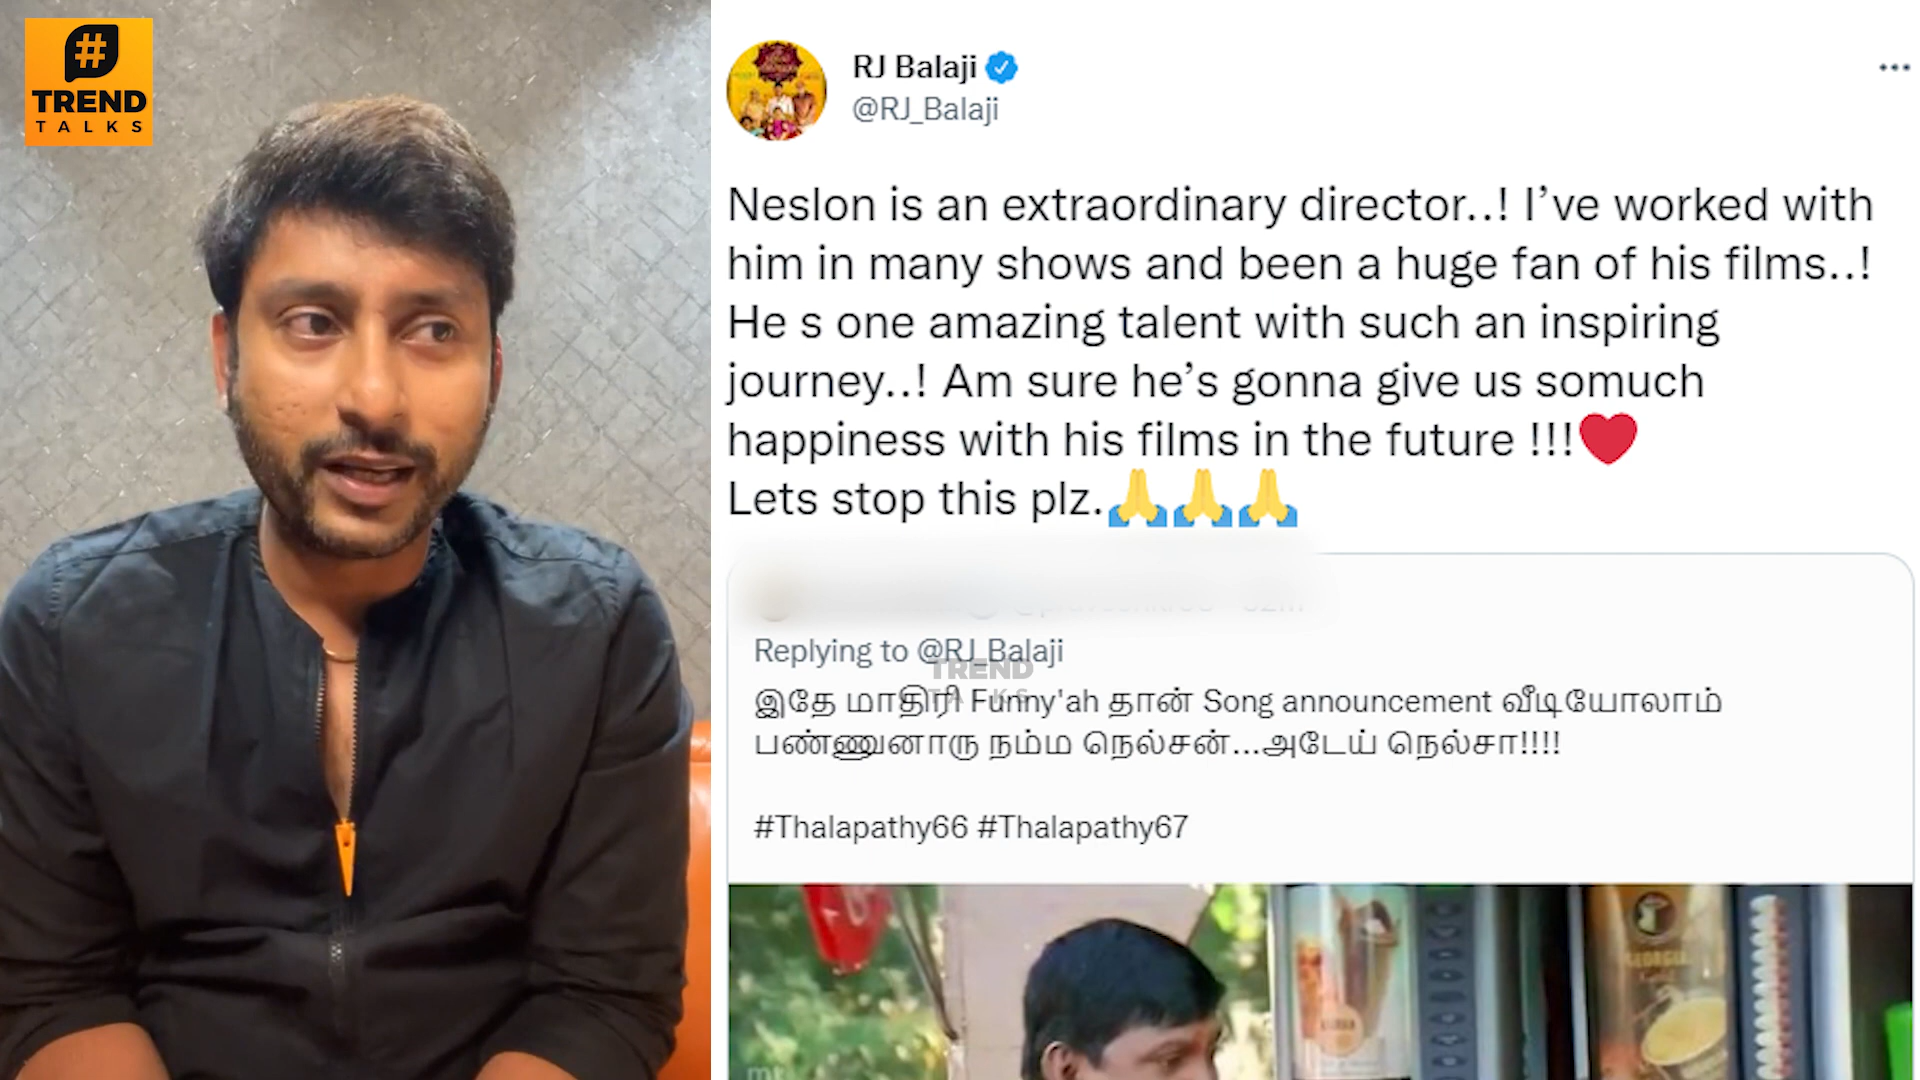 #
TREND
TALKS
RJ Balaji
@RJ_Balaji
Neslon is an extraordinary director..! I’ve worked with
him in many shows and been a huge fan of his films..!
He s one amazing talent with such an inspiring
journey..! Am sure he’s gonna give us somuch
happiness with his films in the future !!!❤️
Lets stop this plz.🙏🙏🙏
Replying to @RJ_Balaji
TREND
TALKS
இதே மாதிரி Funny'ah தான் Song announcement வீடியோலாம்
பண்ணுனாரு நம்ம நெல்சன்...அடேய் நெல்சா!!!!
#Thalapathy66 #Thalapathy67
GEORGIA